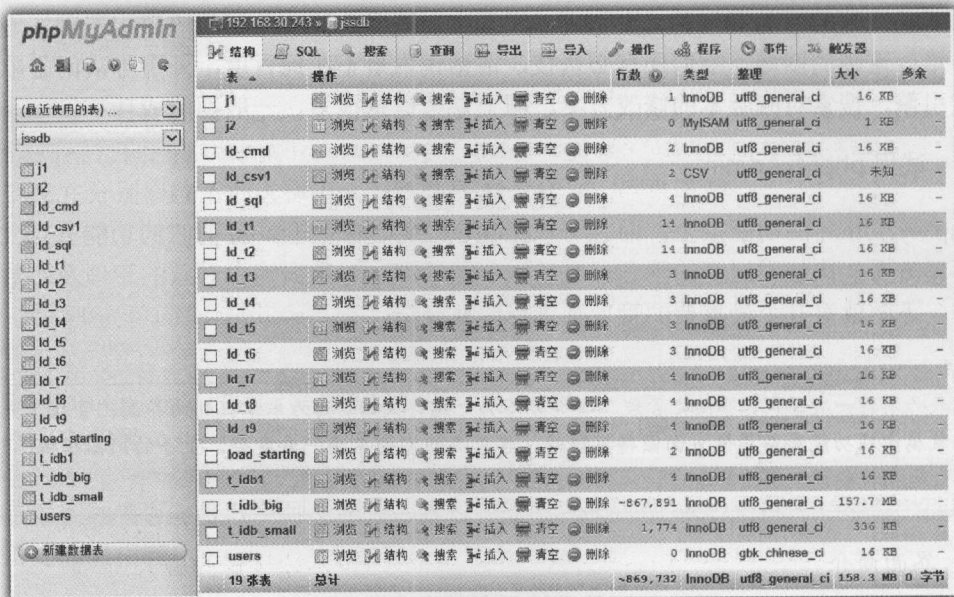 phpMyAdmin
(最近使用的表) ...
jssdb
j1
j2
ld_cmd
ld_csv1
ld_sql
ld_t1
ld_t2
ld_t3
ld_t4
ld_t5
ld_t6
ld_t7
ld_t8
ld_t9
load_starting
t_idb1
t_idb_big
t_idb_small
users
新建数据表
192.168.30.243 » jssdb
结构 SQL 搜索 查询 导出 导入 操作 程序 事件 触发器
表 操作 行数 类型 整理 大小 多余
j1 浏览 结构 搜索 插入 清空 删除 1 InnoDB utf8_general_ci 16 KB -
j2 浏览 结构 搜索 插入 清空 删除 0 MyISAM utf8_general_ci 1 KB -
ld_cmd 浏览 结构 搜索 插入 清空 删除 2 InnoDB utf8_general_ci 16 KB -
ld_csv1 浏览 结构 搜索 插入 清空 删除 2 CSV utf8_general_ci 未知 -
ld_sql 浏览 结构 搜索 插入 清空 删除 4 InnoDB utf8_general_ci 16 KB -
ld_t1 浏览 结构 搜索 插入 清空 删除 14 InnoDB utf8_general_ci 16 KB -
ld_t2 浏览 结构 搜索 插入 清空 删除 14 InnoDB utf8_general_ci 16 KB -
ld_t3 浏览 结构 搜索 插入 清空 删除 3 InnoDB utf8_general_ci 16 KB -
ld_t4 浏览 结构 搜索 插入 清空 删除 3 InnoDB utf8_general_ci 16 KB -
ld_t5 浏览 结构 搜索 插入 清空 删除 3 InnoDB utf8_general_ci 16 KB -
ld_t6 浏览 结构 搜索 插入 清空 删除 3 InnoDB utf8_general_ci 16 KB -
ld_t7 浏览 结构 搜索 插入 清空 删除 4 InnoDB utf8_general_ci 16 KB -
ld_t8 浏览 结构 搜索 插入 清空 删除 4 InnoDB utf8_general_ci 16 KB -
ld_t9 浏览 结构 搜索 插入 清空 删除 4 InnoDB utf8_general_ci 16 KB -
load_starting 浏览 结构 搜索 插入 清空 删除 2 InnoDB utf8_general_ci 16 KB -
t_idb1 浏览 结构 搜索 插入 清空 删除 4 InnoDB utf8_general_ci 16 KB -
t_idb_big 浏览 结构 搜索 插入 清空 删除 ~867,891 InnoDB utf8_general_ci 157.7 MB -
t_idb_small 浏览 结构 搜索 插入 清空 删除 1,774 InnoDB utf8_general_ci 336 KB -
users 浏览 结构 搜索 插入 清空 删除 0 InnoDB gbk_chinese_ci 16 KB -
19 张表 总计 ~869,732 InnoDB utf8_general_ci 158.3 MB 0 字节